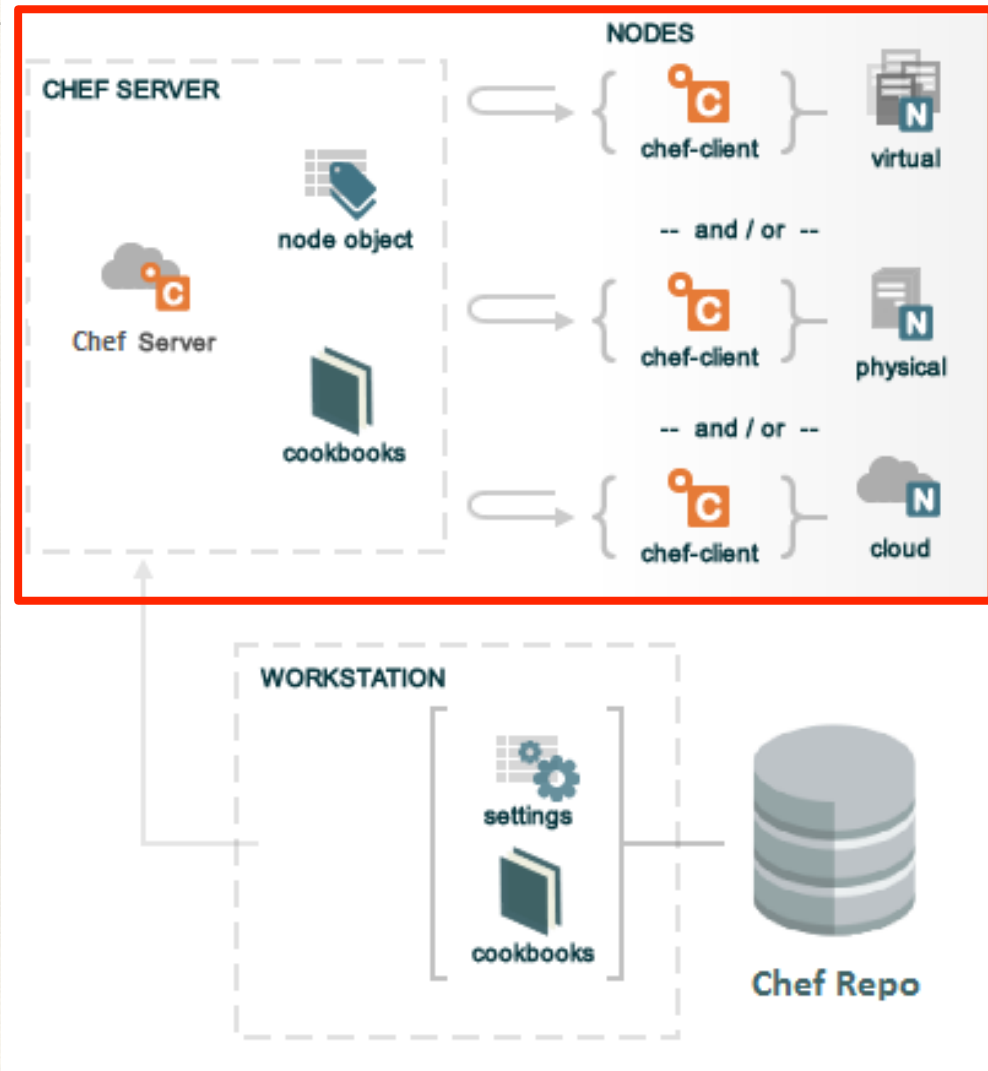 NODES
CHEF SERVER
C
chef-client
N
virtual
node object
-- and / or --
C
Chef Server
C
chef-client
N
physical
cookbooks
-- and / or --
C
chef-client
N
cloud
WORKSTATION
settings
cookbooks
Chef Repo